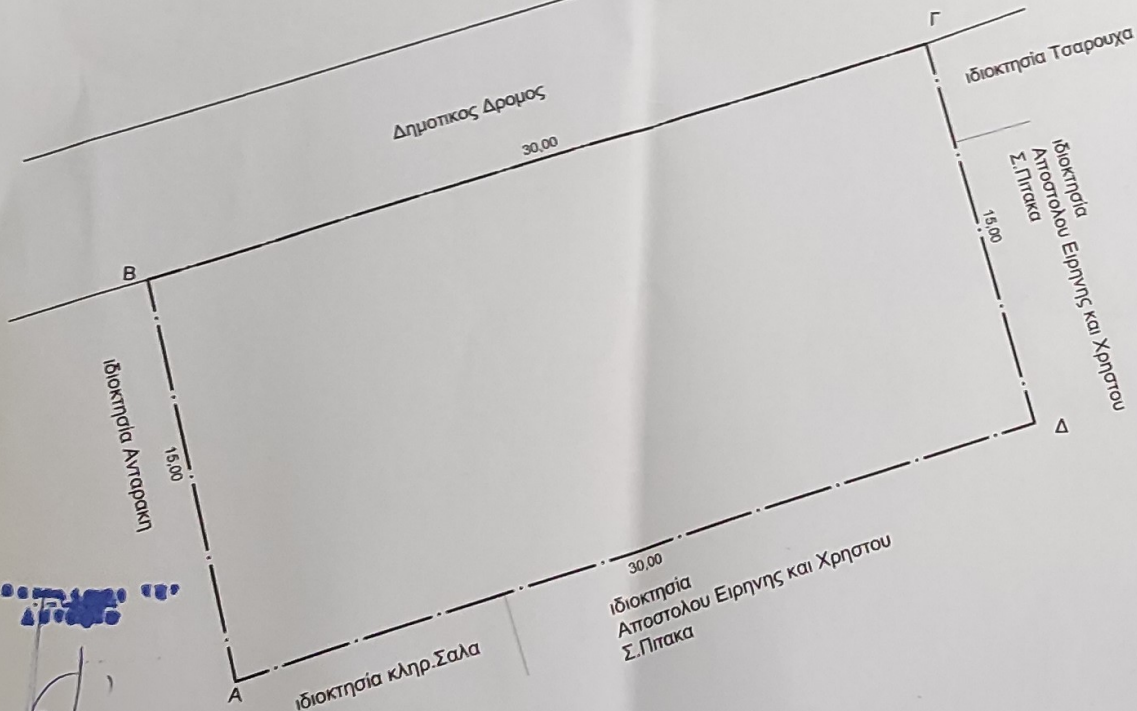 Γ
ιδιοκτησία Τσαρουχα
Δημοτικος Δρομος
30,00
ιδιοκτησία
Αποστολου Ειρηνης και Χρηστου
Σ.Πιτακα
15,00
Β
ιδιοκτησία Ανταρακη
15,00
Δ
30,00
ιδιοκτησία
Αποστολου Ειρηνης και Χρηστου
Σ.Πιτακα
ιδιοκτησία κληρ.Σαλα
Α